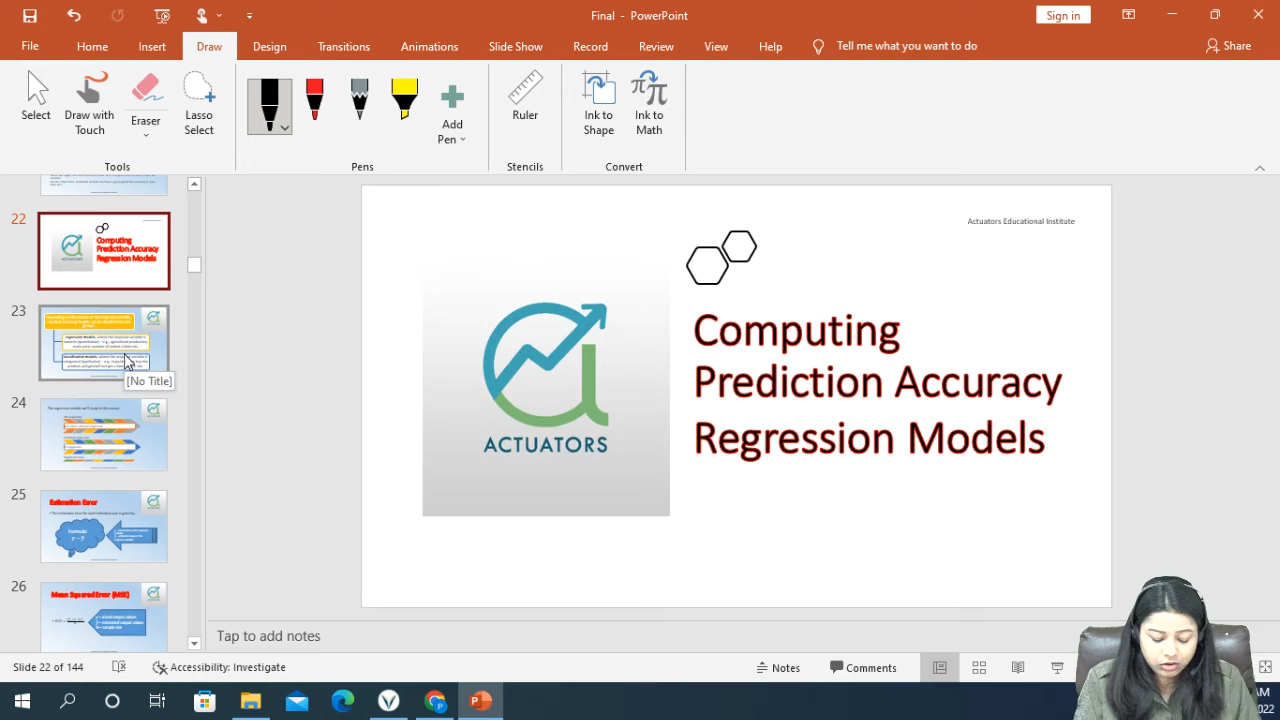 Final - PowerPoint
Sign in
File
Home
Insert
Draw
Design
Transitions
Animations
Slide Show
Record
Review
View
Help
Tell me what you want to do
Share
Select
Draw with
Touch
Eraser
Lasso
Select
Add
Pen
Ruler
Ink to
Shape
Ink to
Math
Tools
Pens
Stencils
Convert
22
Computing
Prediction Accuracy
Regression Models
23
[No Title]
24
25
Estimation Error
Formula:
26
Mean Squared Error (MSE)
Actuators Educational Institute
ACTUATORS
Computing
Prediction Accuracy
Regression Models
Tap to add notes
Slide 22 of 144
Accessibility: Investigate
Notes
Comments
AM
2022